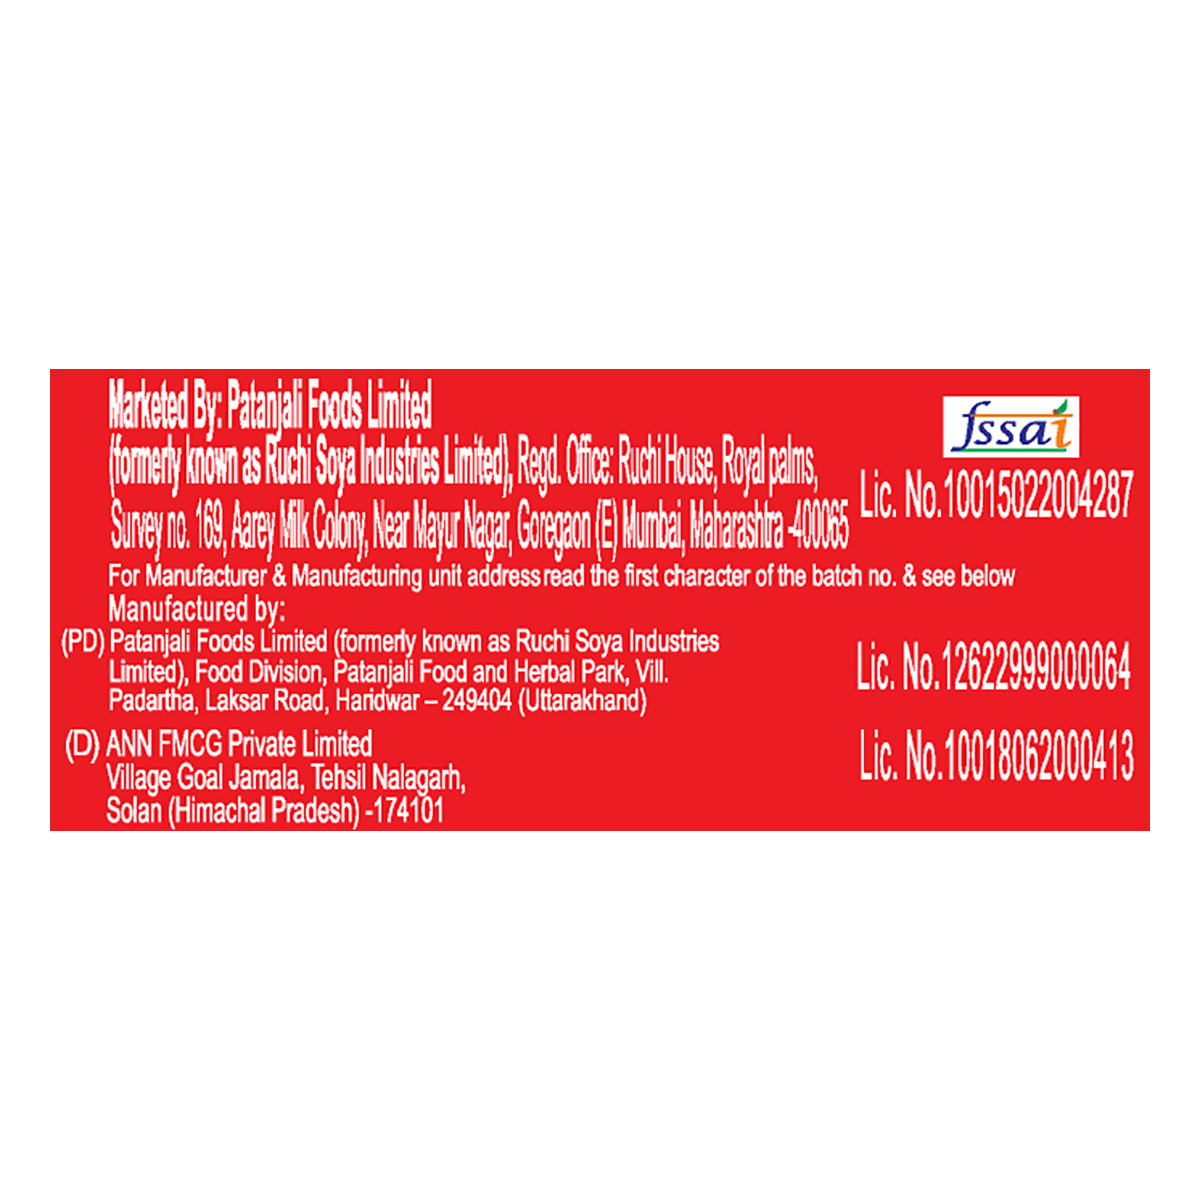 Marketed By: Patanjali Foods Limited
fssai
(formerly known as Ruchi Soya Industries Limited), Regd. Office: Ruchi House, Royal palms,
Lic. No.10015022004287
Survey no. 169, Aarey Milk Colony, Near Mayur Nagar, Goregaon (E) Mumbai, Maharashtra -400065
For Manufacturer & Manufacturing unit address read the first character of the batch no. & see below
Manufactured by:
(PD) Patanjali Foods Limited (formerly known as Ruchi Soya Industries
Limited), Food Division, Patanjali Food and Herbal Park, Vill.
Lic. No.12622999000064
Padartha, Laksar Road, Haridwar – 249404 (Uttarakhand)
(D) ANN FMCG Private Limited
Lic. No.10018062000413
Village Goal Jamala, Tehsil Nalagarh,
Solan (Himachal Pradesh) -174101